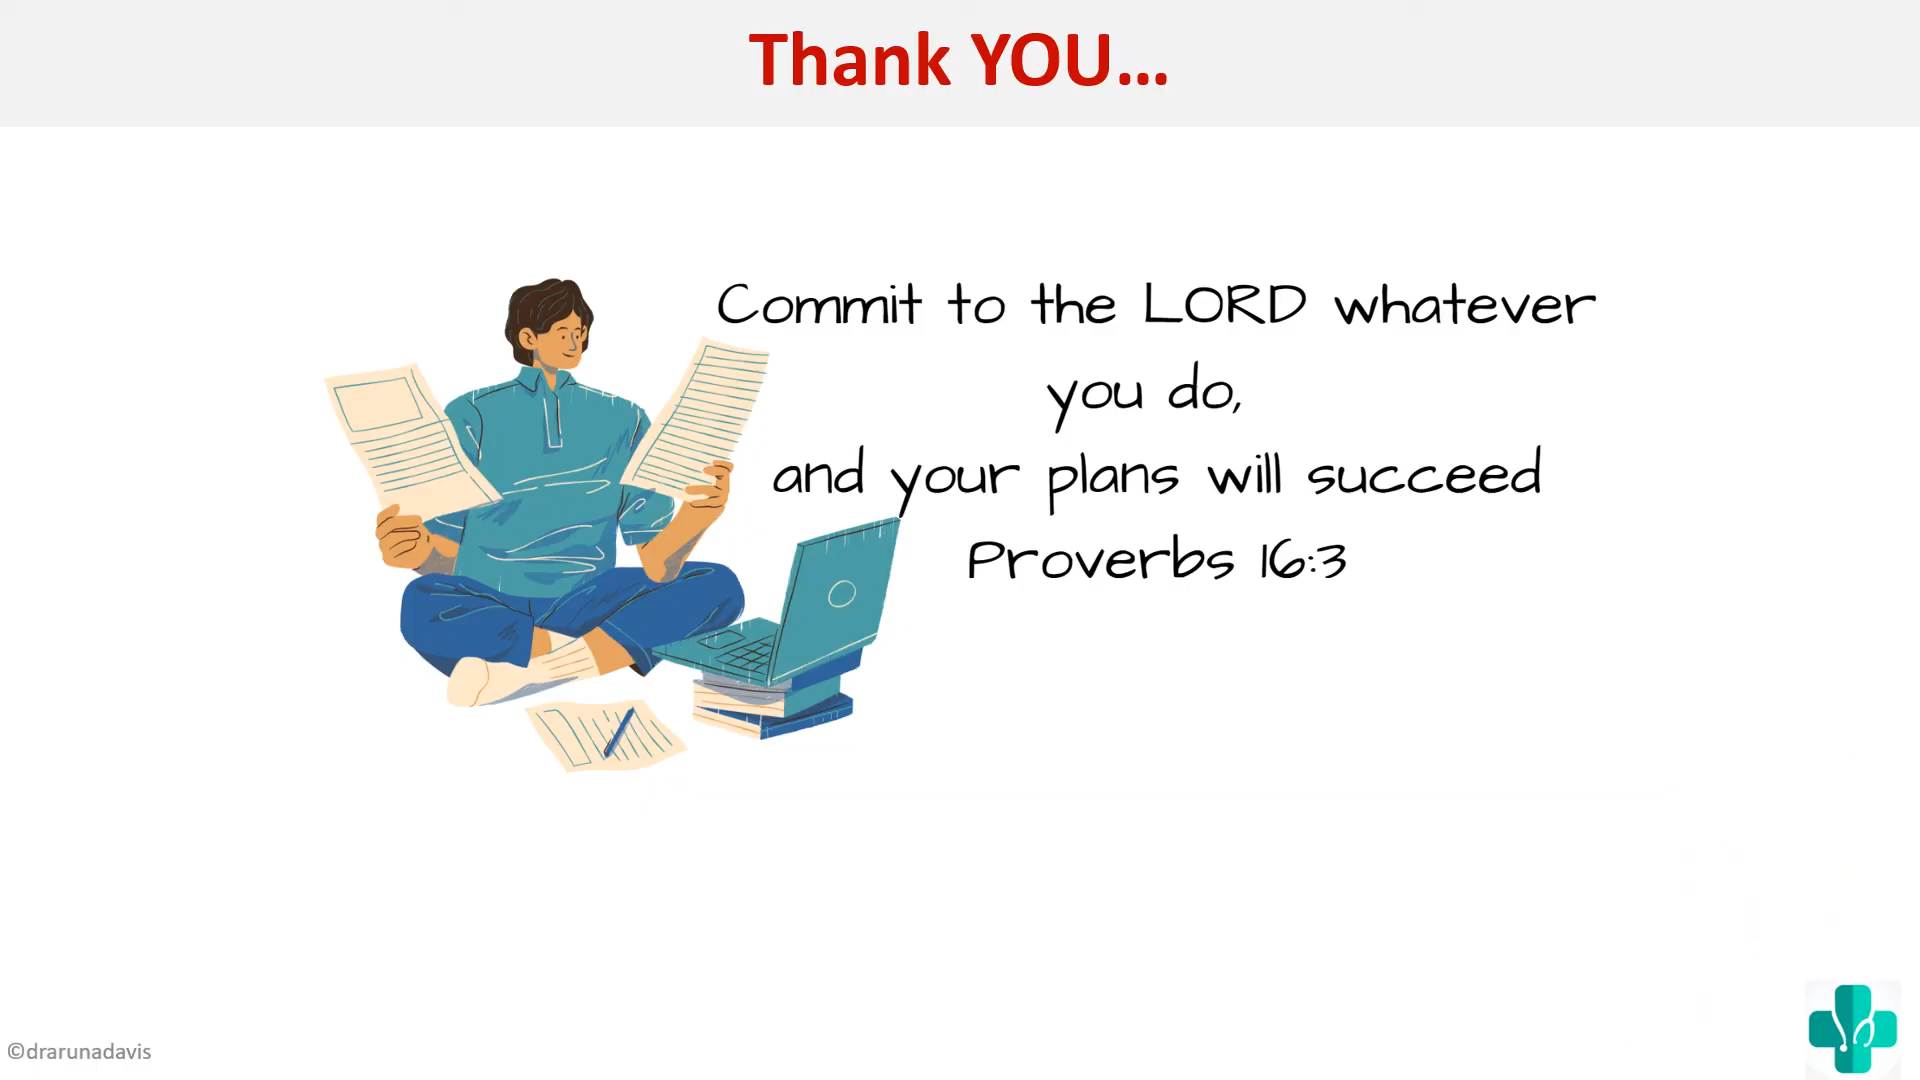 Thank YOU...
Commit to the LORD whatever
you do,
and your plans will succeed
Proverbs 16:3
©drarunadavis